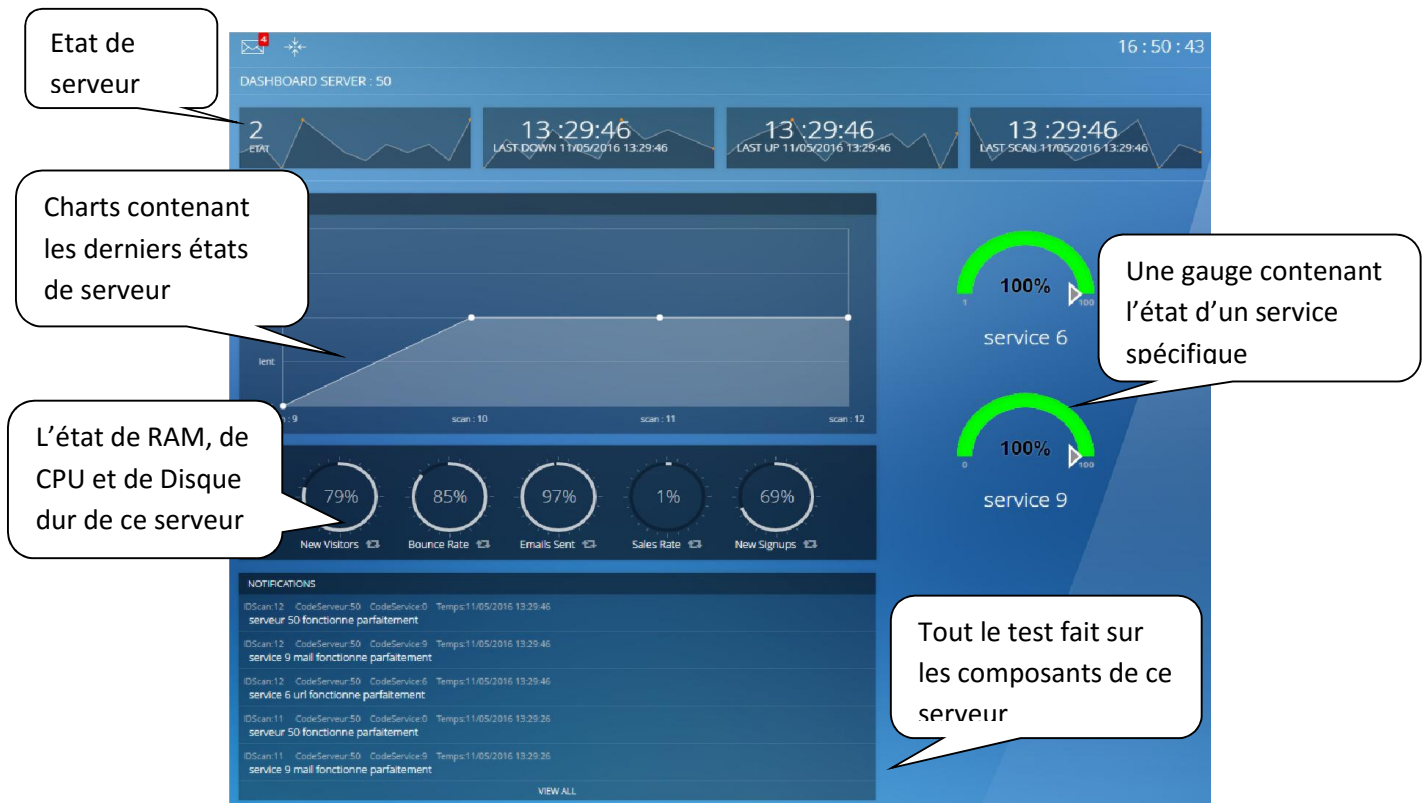 Etat de
serveur
4
16 : 50 : 43
DASHBOARD SERVER : 50
2
ETAT
13 :29:46
LAST DOWN 11/05/2016 13:29:46
13 :29:46
LAST UP 11/05/2016 13:29:46
13 :29:46
LAST SCAN 11/05/2016 13:29:46
Charts contenant
les derniers états
de serveur
lent
: 9
scan : 10
scan : 11
scan : 12
100%
1
100
service 6
Une gauge contenant
l’état d’un service
spécifique
100%
0
100
service 9
L’état de RAM, de
CPU et de Disque
dur de ce serveur
79%
New Visitors
85%
Bounce Rate
97%
Emails Sent
1%
Sales Rate
69%
New Signups
NOTIFICATIONS
IDScan:12 CodeServeur:50 CodeService:0 Temps:11/05/2016 13:29:46
serveur 50 fonctionne parfaitement
IDScan:12 CodeServeur:50 CodeService:9 Temps:11/05/2016 13:29:46
service 9 mail fonctionne parfaitement
IDScan:12 CodeServeur:50 CodeService:6 Temps:11/05/2016 13:29:46
service 6 url fonctionne parfaitement
IDScan:11 CodeServeur:50 CodeService:0 Temps:11/05/2016 13:29:26
serveur 50 fonctionne parfaitement
IDScan:11 CodeServeur:50 CodeService:9 Temps:11/05/2016 13:29:26
service 9 mail fonctionne parfaitement
VIEW ALL
Tout le test fait sur
les composants de ce
serveur